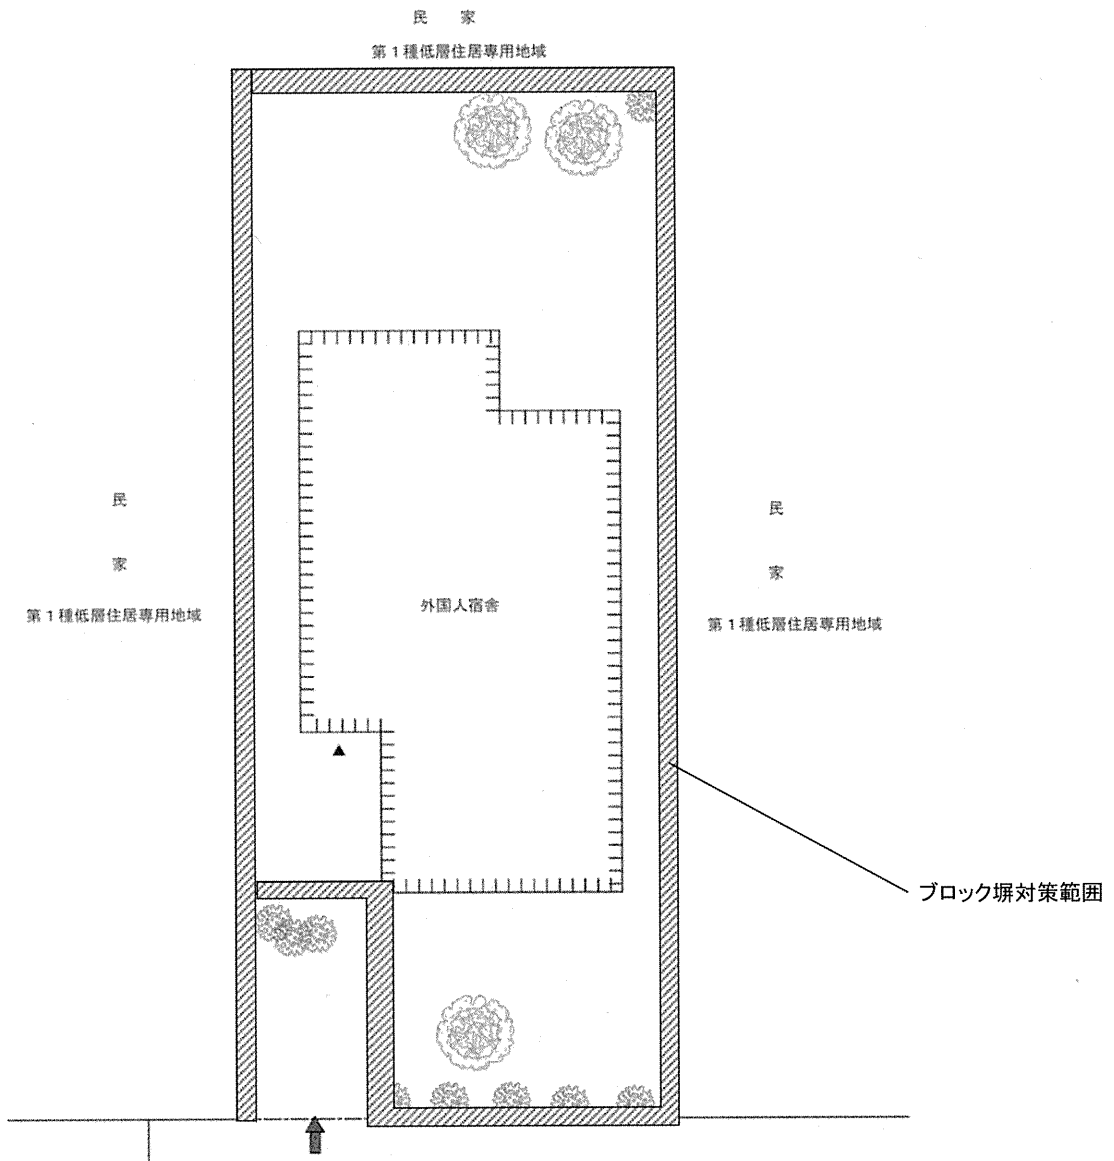 民　家
第１種低層住居専用地域
民
家
第１種低層住居専用地域
外国人宿舎
民
家
第１種低層住居専用地域
ブロック塀対策範囲